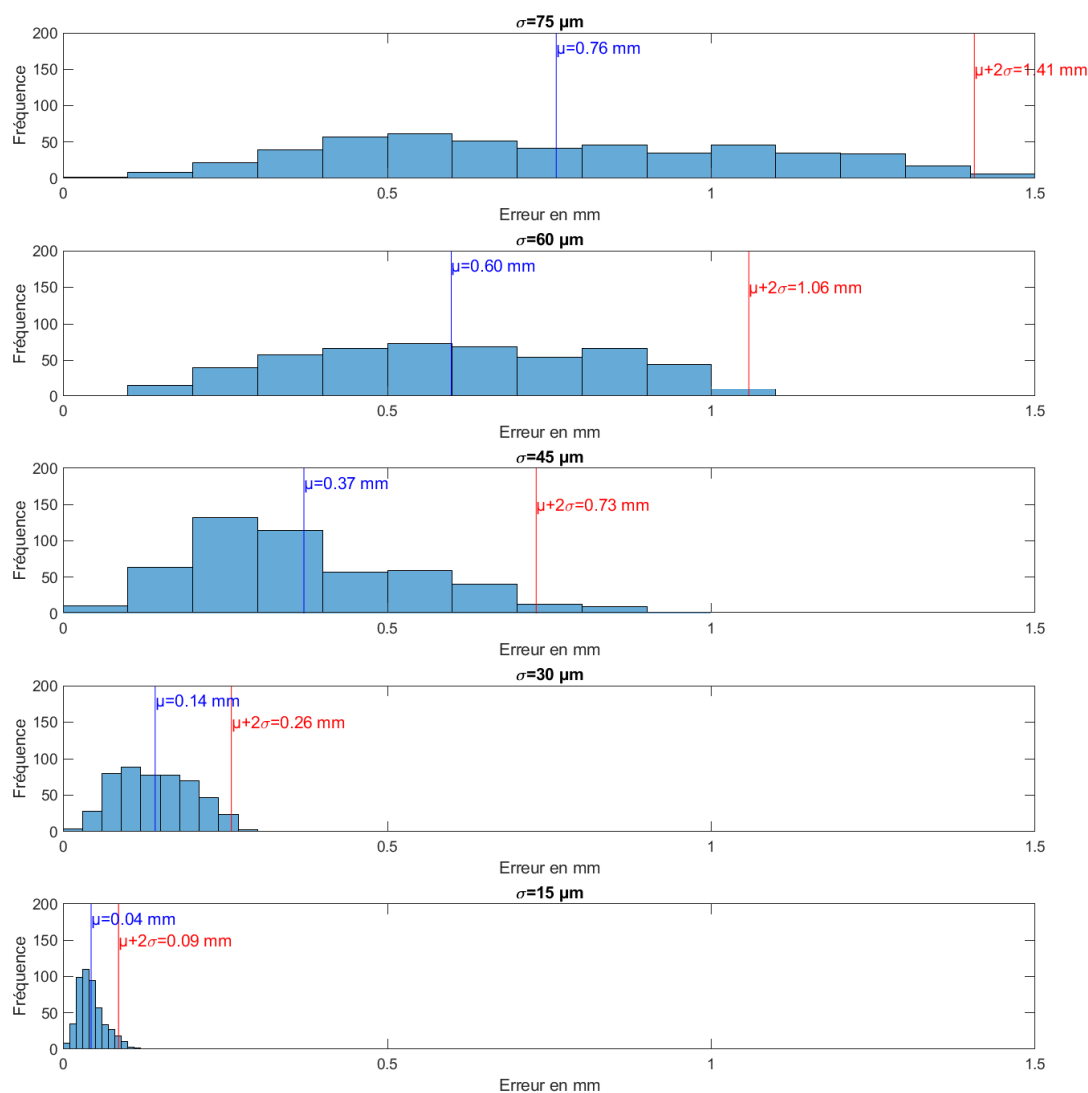 σ=75 µm
200
150
100
50
0
Fréquence
µ=0.76 mm
µ+2σ=1.41 mm
0 0.5 1 1.5
Erreur en mm
σ=60 µm
200
150
100
50
0
Fréquence
µ=0.60 mm
µ+2σ=1.06 mm
0 0.5 1 1.5
Erreur en mm
σ=45 µm
200
150
100
50
0
Fréquence
µ=0.37 mm
µ+2σ=0.73 mm
0 0.5 1 1.5
Erreur en mm
σ=30 µm
200
150
100
50
0
Fréquence
µ=0.14 mm
µ+2σ=0.26 mm
0 0.5 1 1.5
Erreur en mm
σ=15 µm
200
150
100
50
0
Fréquence
µ=0.04 mm
µ+2σ=0.09 mm
0 0.5 1 1.5
Erreur en mm